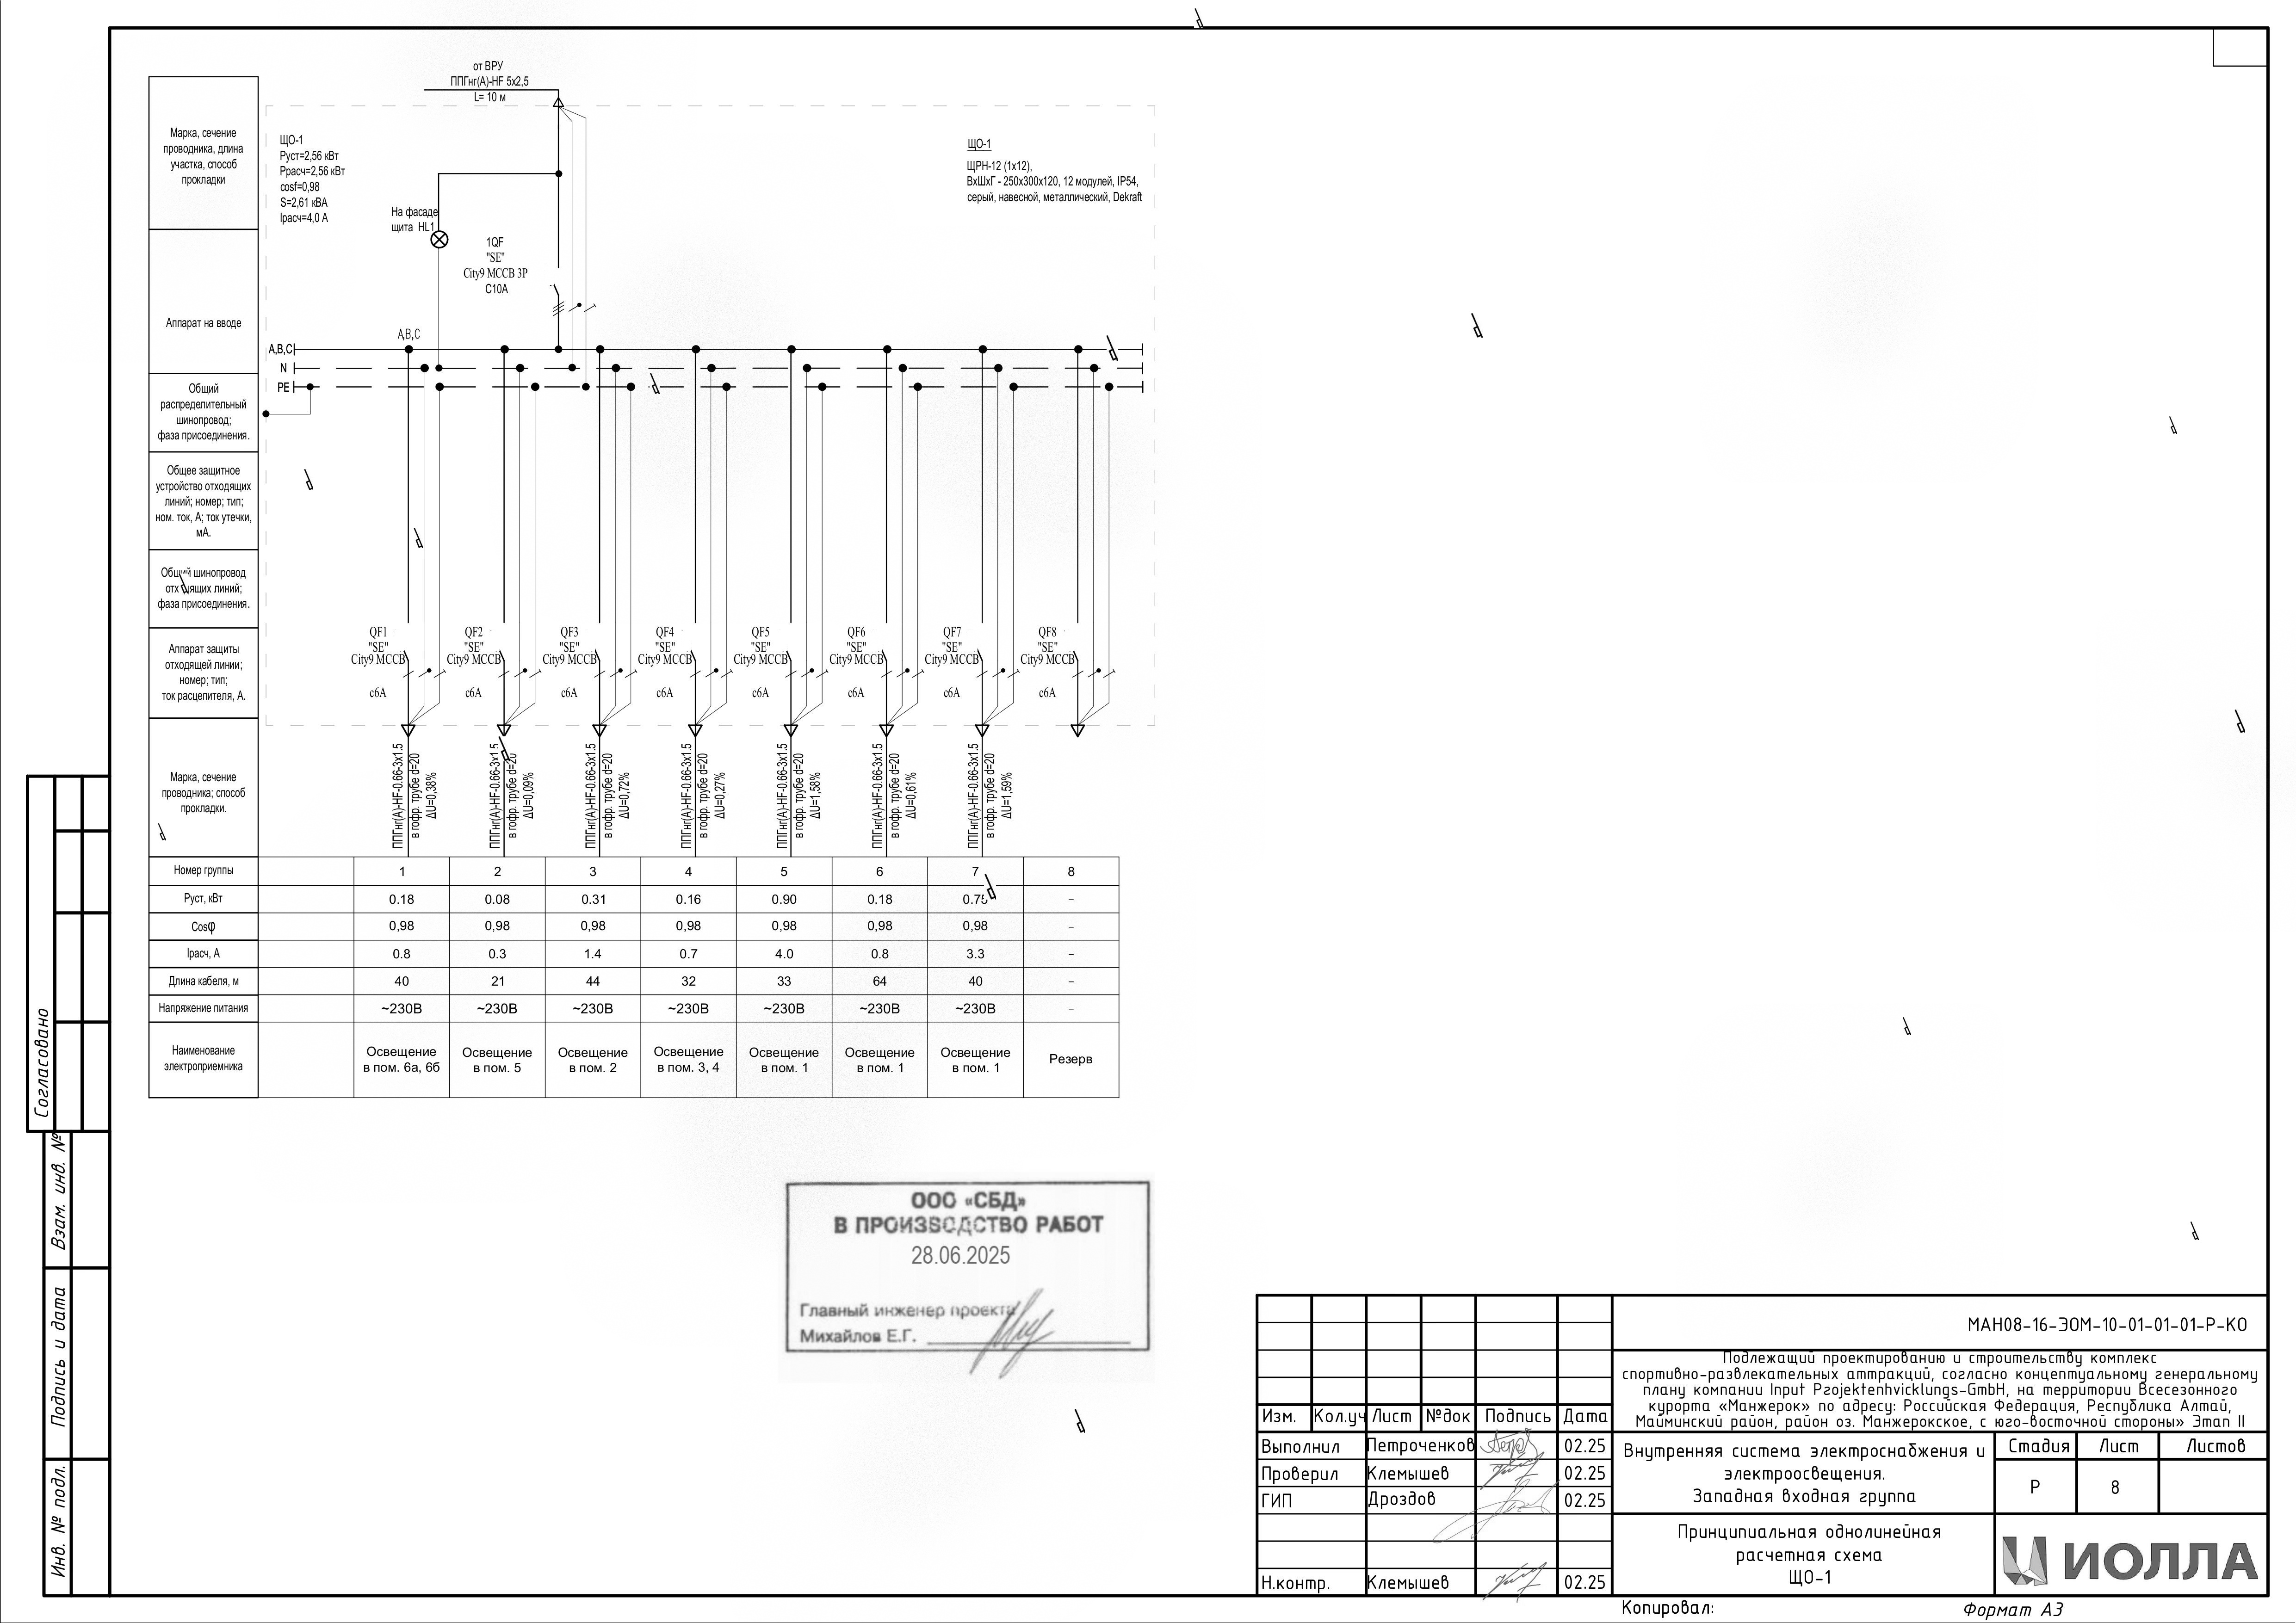 от ВРУ
ППГнг(А)-HF 5х2,5
L= 10 м
ЩО-1
Руст=2,56 кВт
Ррасч=2,56 кВт
cosf=0,98
S=2,61 кВА
Iрасч=4,0 А
ЩО-1
ЩРН-12 (1х12),
ВхШхГ - 250х300х120, 12 модулей, IP54,
серый, навесной, металлический, Dekraft
На фасаде
щита HL1
1QF
"SE"
City9 MCCB 3P
C10A
А,В,С
А,В,С
N
PE
Марка, сечение
проводника, длина
участка, способ
прокладки
Аппарат на вводе
Общий
распределительный
шинопровод;
фаза присоединения.
Общее защитное
устройство отходящих
линий; номер; тип;
ном. ток, А; ток утечки,
мА.
Общий шинопровод
отходящих линий;
фаза присоединения.
Аппарат защиты
отходящей линии;
номер; тип;
ток расцепителя, А.
QF1 QF2 QF3 QF4 QF5 QF6 QF7 QF8
"SE" "SE" "SE" "SE" "SE" "SE" "SE" "SE"
City9 MCCB City9 MCCB City9 MCCB City9 MCCB City9 MCCB City9 MCCB City9 MCCB City9 MCCB
c6A c6A c6A c6A c6A c6A c6A c6A
Марка, сечение
проводника; способ
прокладки.
ППГнг(А)-HF-0.66-3х1.5
в гофр. трубе d=20
ΔU=0,38%
ППГнг(А)-HF-0.66-3х1.5
в гофр. трубе d=20
ΔU=0,09%
ППГнг(А)-HF-0.66-3х1.5
в гофр. трубе d=20
ΔU=0,72%
ППГнг(А)-HF-0.66-3х1.5
в гофр. трубе d=20
ΔU=0,27%
ППГнг(А)-HF-0.66-3х1.5
в гофр. трубе d=20
ΔU=1,58%
ППГнг(А)-HF-0.66-3х1.5
в гофр. трубе d=20
ΔU=0,61%
ППГнг(А)-HF-0.66-3х1.5
в гофр. трубе d=20
ΔU=1,59%
Номер группы 1 2 3 4 5 6 7 8
Руст, кВт 0.18 0.08 0.31 0.16 0.90 0.18 0.75 –
Cosφ 0,98 0,98 0,98 0,98 0,98 0,98 0,98 –
Iрасч, А 0.8 0.3 1.4 0.7 4.0 0.8 3.3 –
Длина кабеля, м 40 21 44 32 33 64 40 –
Напряжение питания ~230В ~230В ~230В ~230В ~230В ~230В ~230В –
Наименование
электроприемника
Освещение
в пом. 6а, 6б
Освещение
в пом. 5
Освещение
в пом. 2
Освещение
в пом. 3, 4
Освещение
в пом. 1
Освещение
в пом. 1
Освещение
в пом. 1
Резерв
Согласовано
Взам. инв. №
Подпись и дата
Инв. № подл.
ООО «СБД»
В ПРОИЗВОДСТВО РАБОТ
28.06.2025
Главный инженер проекта
Михайлов Е.Г.
МАН08-16-ЭОМ-10-01-01-01-Р-КО
Подлежащий проектированию и строительству комплекс
спортивно-развлекательных аттракций, согласно концептуальному генеральному
плану компании Input Projektenhvicklungs-GmbH, на территории Всесезонного
курорта «Манжерок» по адресу: Российская Федерация, Республика Алтай,
Майминский район, район оз. Манжерокское, с юго-восточной стороны» Этап II
Изм. Кол.уч Лист №док Подпись Дата
Выполнил Петроченков 02.25
Проверил Клемышев 02.25
ГИП Дроздов 02.25
Н.контр. Клемышев 02.25
Внутренняя система электроснабжения и
электроосвещения.
Западная входная группа
Стадия Лист Листов
Р 8
Принципиальная однолинейная
расчетная схема
ЩО-1
ИОЛЛА
Копировал:
Формат А3